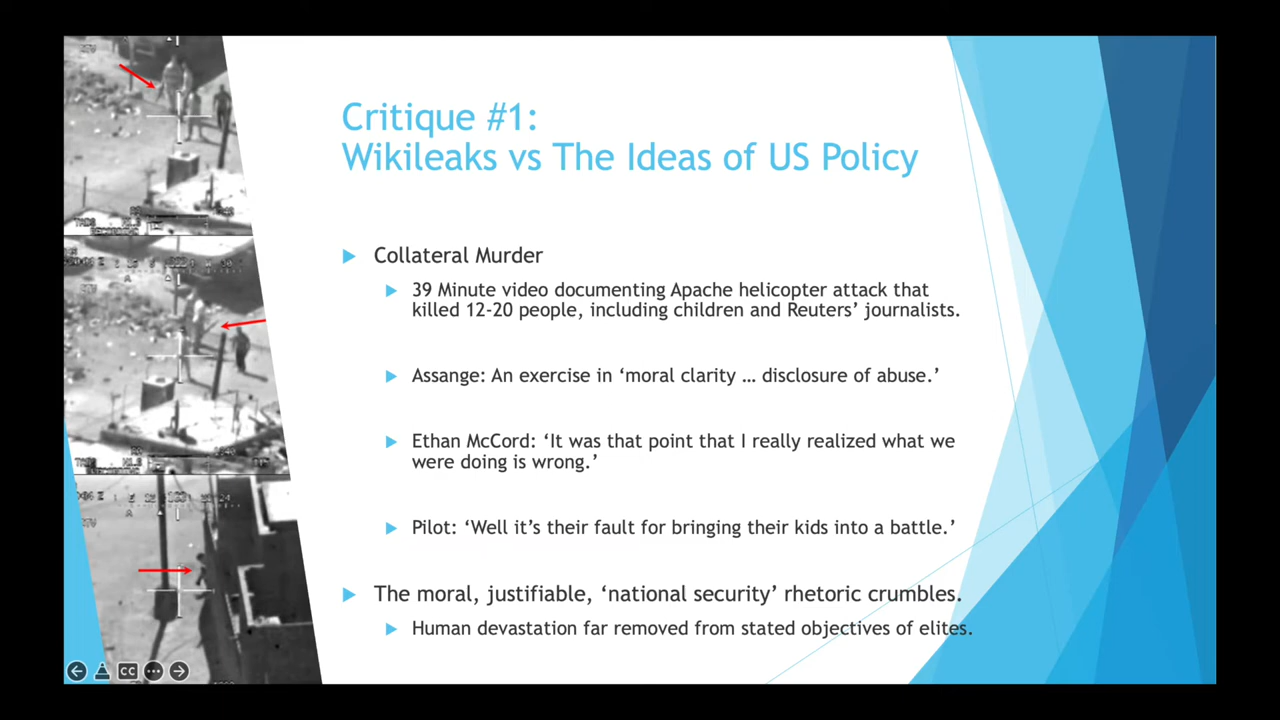 Critique #1:
Wikileaks vs The Ideas of US Policy
Collateral Murder
39 Minute video documenting Apache helicopter attack that
killed 12-20 people, including children and Reuters’ journalists.
Assange: An exercise in ‘moral clarity … disclosure of abuse.’
Ethan McCord: ‘It was that point that I really realized what we
were doing is wrong.’
Pilot: ‘Well it’s their fault for bringing their kids into a battle.’
The moral, justifiable, ‘national security’ rhetoric crumbles.
Human devastation far removed from stated objectives of elites.
CC